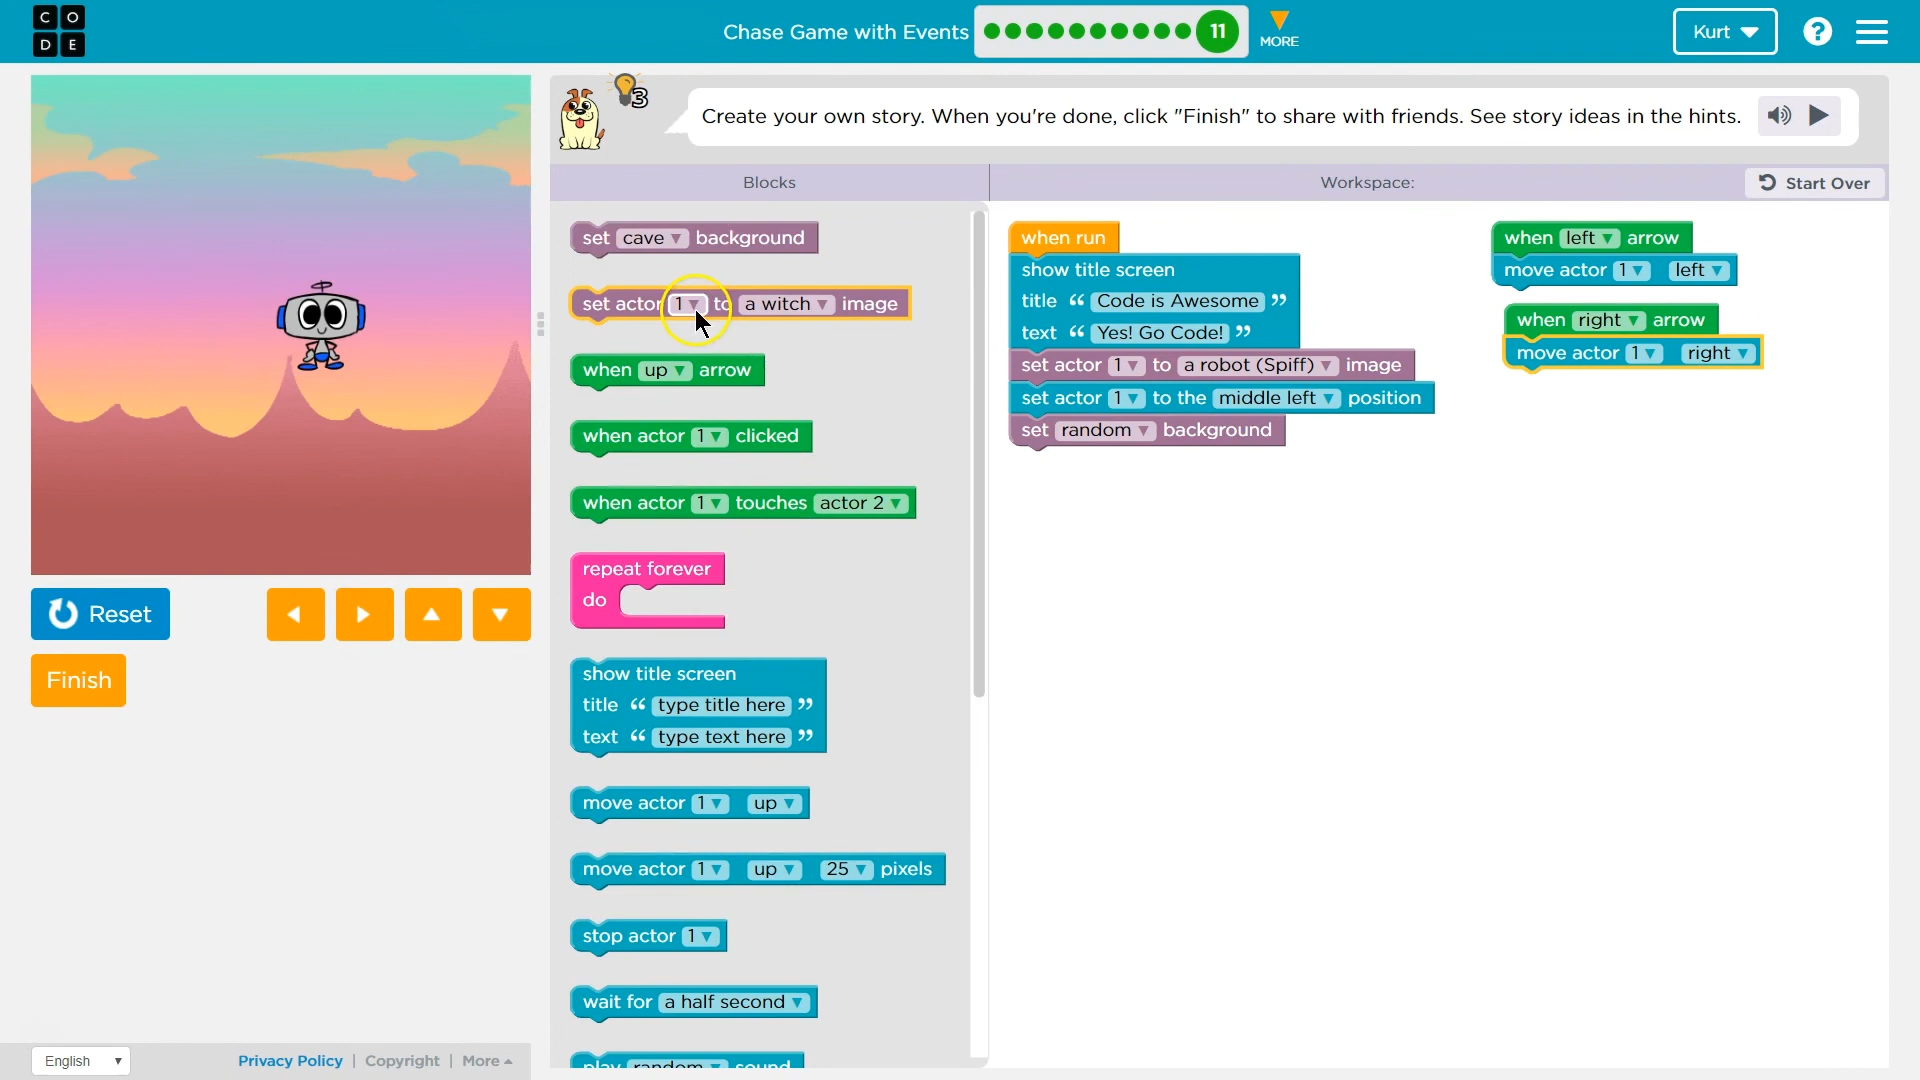 CODE
Chase Game with Events
11
MORE
Kurt
?
3
Create your own story. When you're done, click "Finish" to share with friends. See story ideas in the hints.
Blocks
Workspace:
Start Over
set cave background
set actor 1 to a witch image
when up arrow
when actor 1 clicked
when actor 1 touches actor 2
repeat forever
do
show title screen
title “ type title here ”
text “ type text here ”
move actor 1 up
move actor 1 up 25 pixels
stop actor 1
wait for a half second
play random sound
when run
show title screen
title “ Code is Awesome ”
text “ Yes! Go Code! ”
set actor 1 to a robot (Spiff) image
set actor 1 to the middle left position
set random background
when left arrow
move actor 1 left
when right arrow
move actor 1 right
Reset
Finish
English
Privacy Policy | Copyright | More